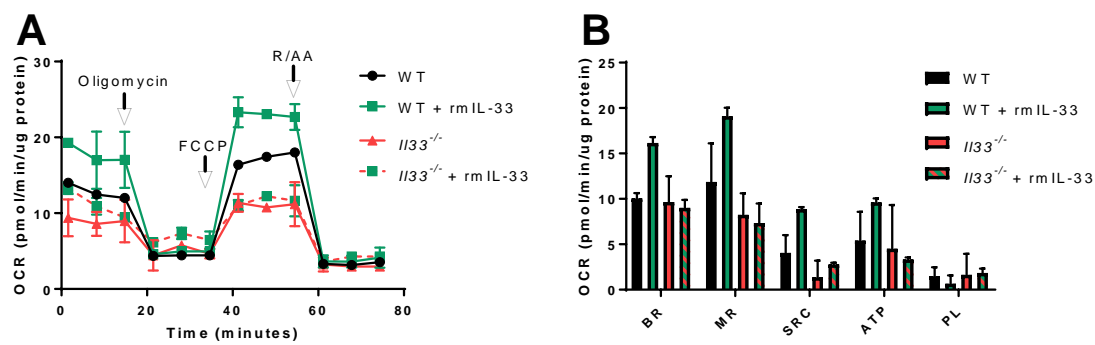 A
OCR (pmol/min/ug protein)
30
20
10
0
0
20
40
60
80
Time (minutes)
Oligomycin
FCCP
R/AA
WT
WT + rmIL-33
Il33-/-
Il33-/- + rmIL-33
B
OCR (pmol/min/ug protein)
25
20
15
10
5
0
BR
MR
SRC
ATP
PL
WT
WT + rmIL-33
Il33-/-
Il33-/- + rmIL-33